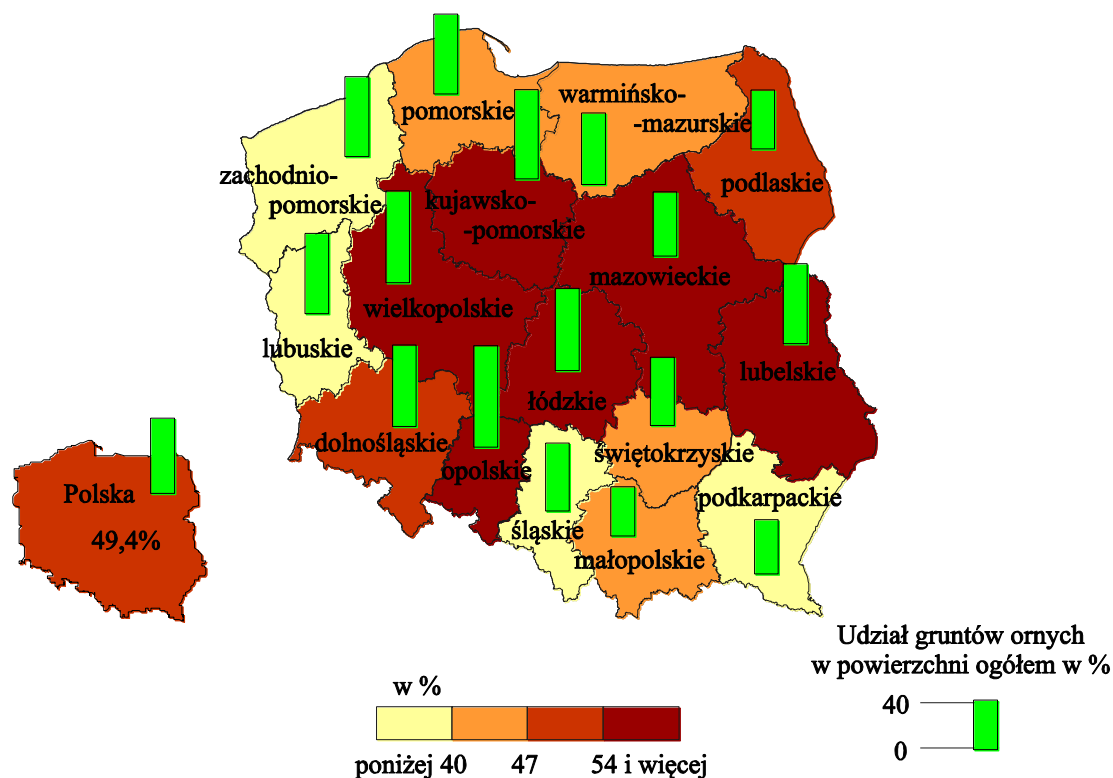 pomorskie
warmińsko-
-mazurskie
podlaskie
zachodnio-
pomorskie
kujawsko-
-pomorskie
mazowieckie
wielkopolskie
lubuskie
łódzkie
lubelskie
dolnośląskie
opolskie
świętokrzyskie
podkarpackie
śląskie
małopolskie
Polska
49,4%
Udział gruntów ornych
w powierzchni ogółem w %
40
0
w %
poniżej 40 47 54 i więcej